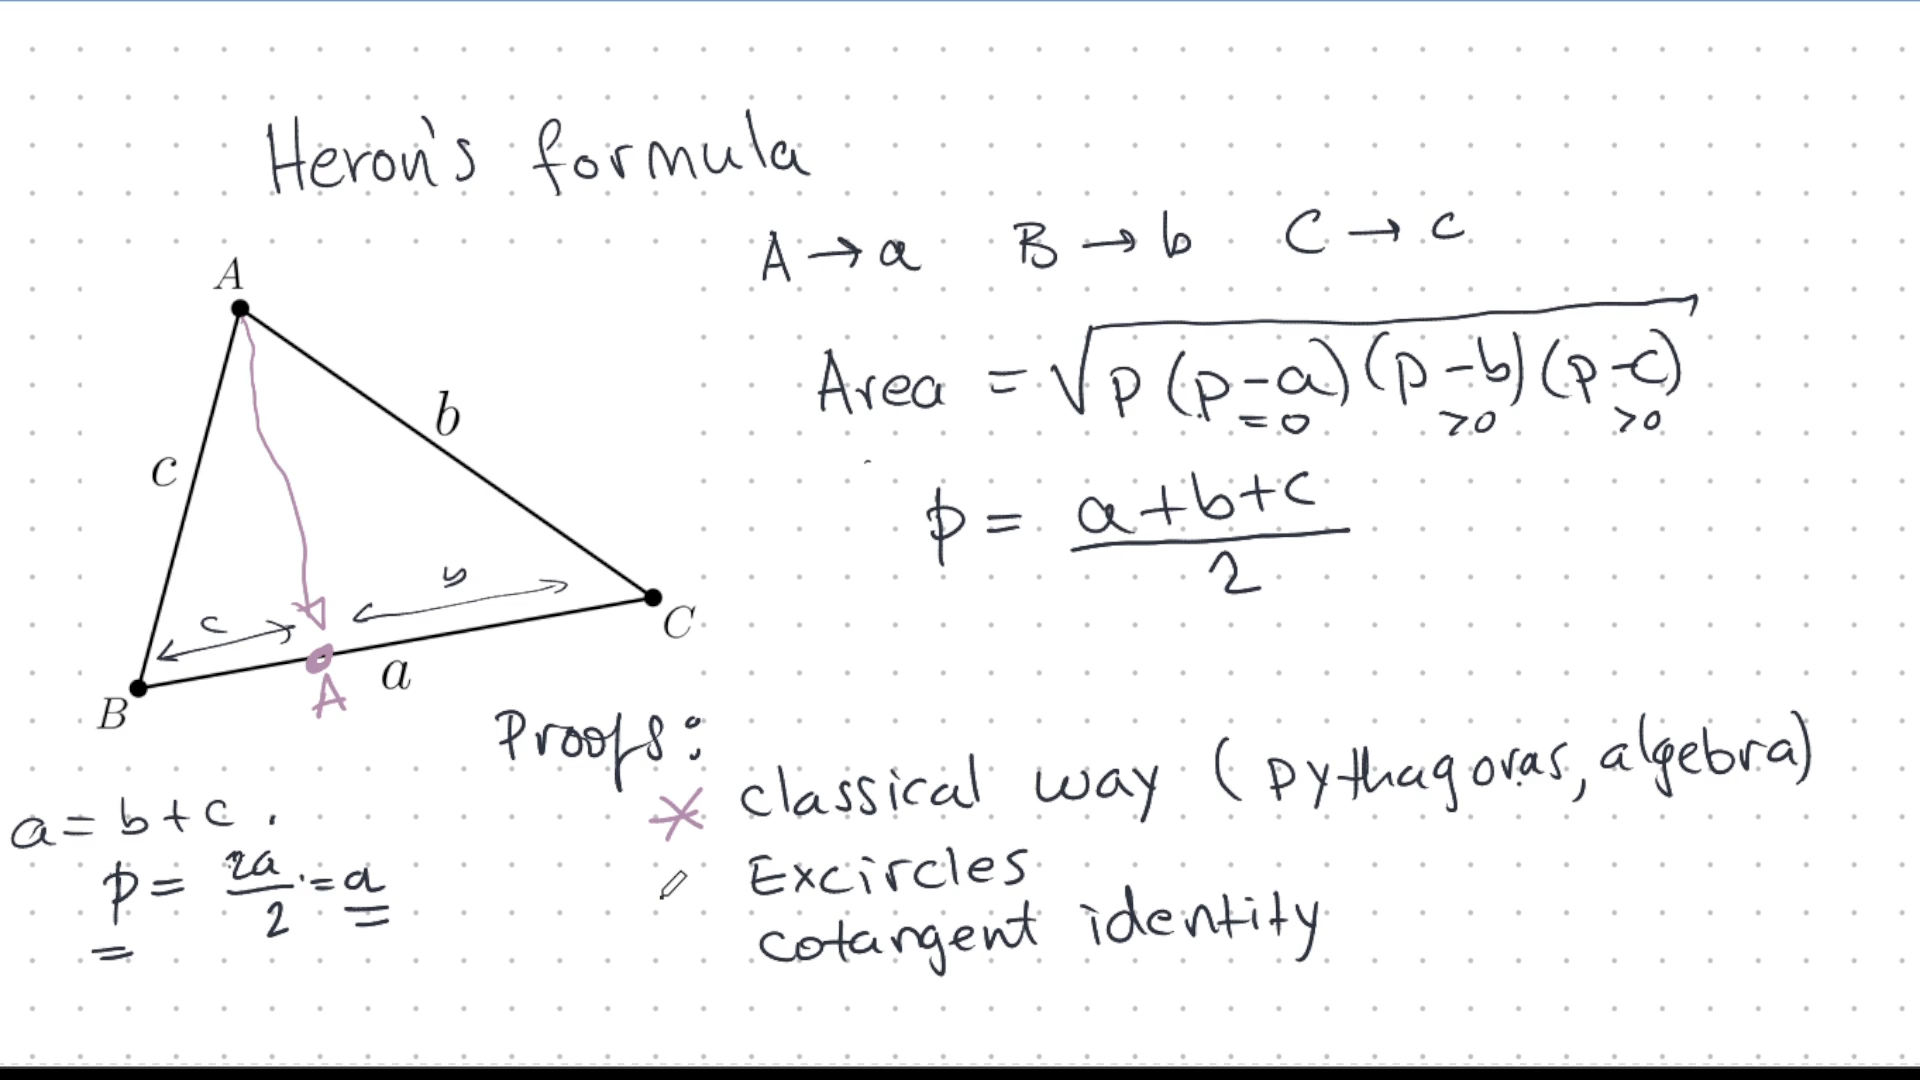 Heron's formula
A → a B → b C → c
A
Area = √p (p-a) (p-b) (p-c)
=0 >0 >0
b
c
p = a+b+c
2
b
c
C
a
B
A
Proofs:
* classical way (pythagoras, algebra)
a = b + c .
Excircles
p = 2a = a
2
cotangent identity